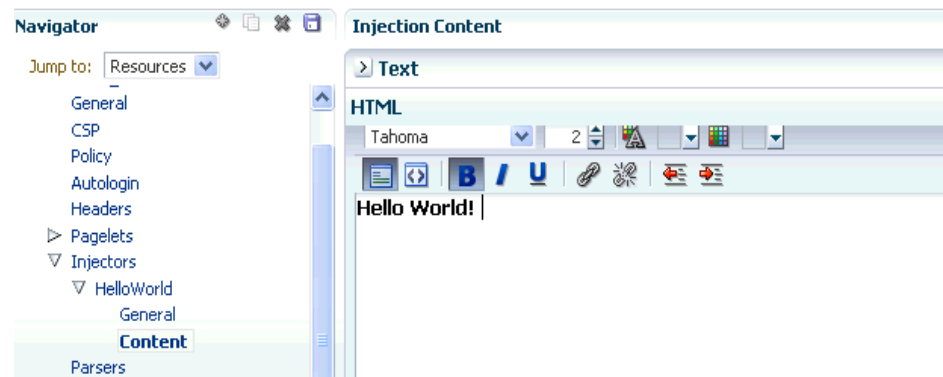 Navigator
Jump to: Resources
General
CSP
Policy
Autologin
Headers
Pagelets
Injectors
HelloWorld
General
Content
Parsers
Injection Content
Text
HTML
Tahoma 2
B I U
Hello World!